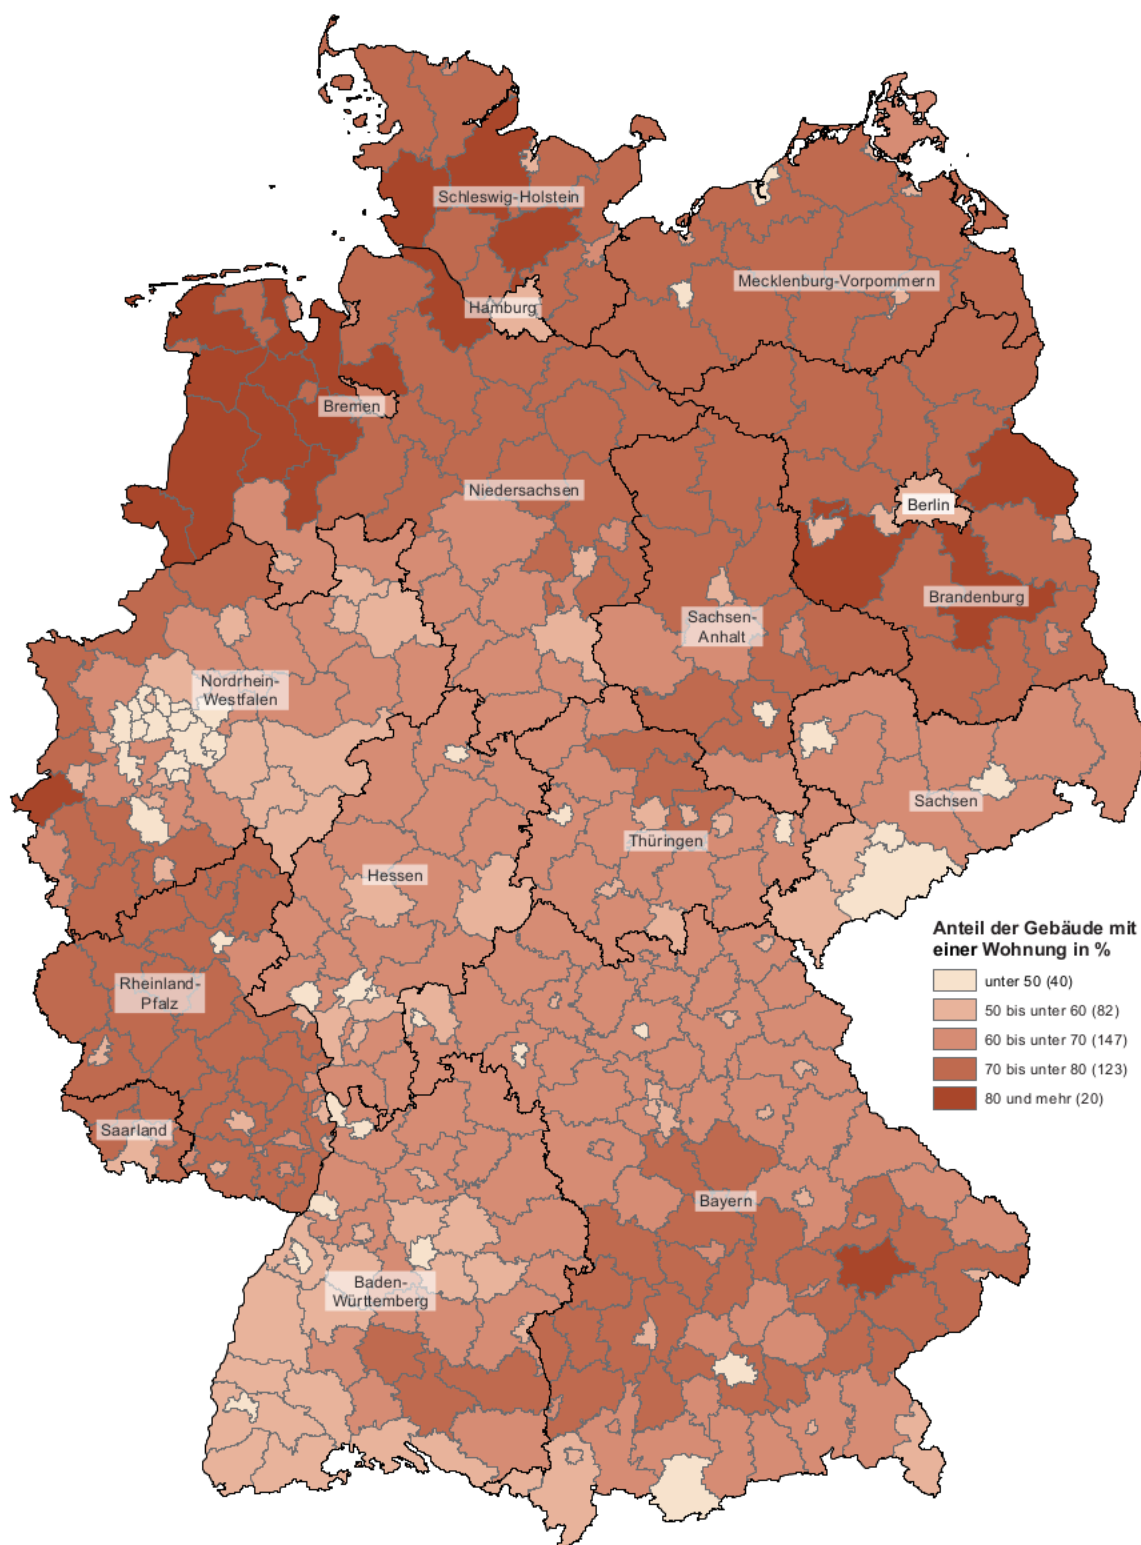 Schleswig-Holstein
Mecklenburg-Vorpommern
Hamburg
Bremen
Niedersachsen
Berlin
Brandenburg
Sachsen-
Anhalt
Nordrhein-
Westfalen
Sachsen
Thüringen
Hessen
Anteil der Gebäude mit
einer Wohnung in %
unter 50 (40)
50 bis unter 60 (82)
60 bis unter 70 (147)
70 bis unter 80 (123)
80 und mehr (20)
Rheinland-
Pfalz
Saarland
Bayern
Baden-
Württemberg